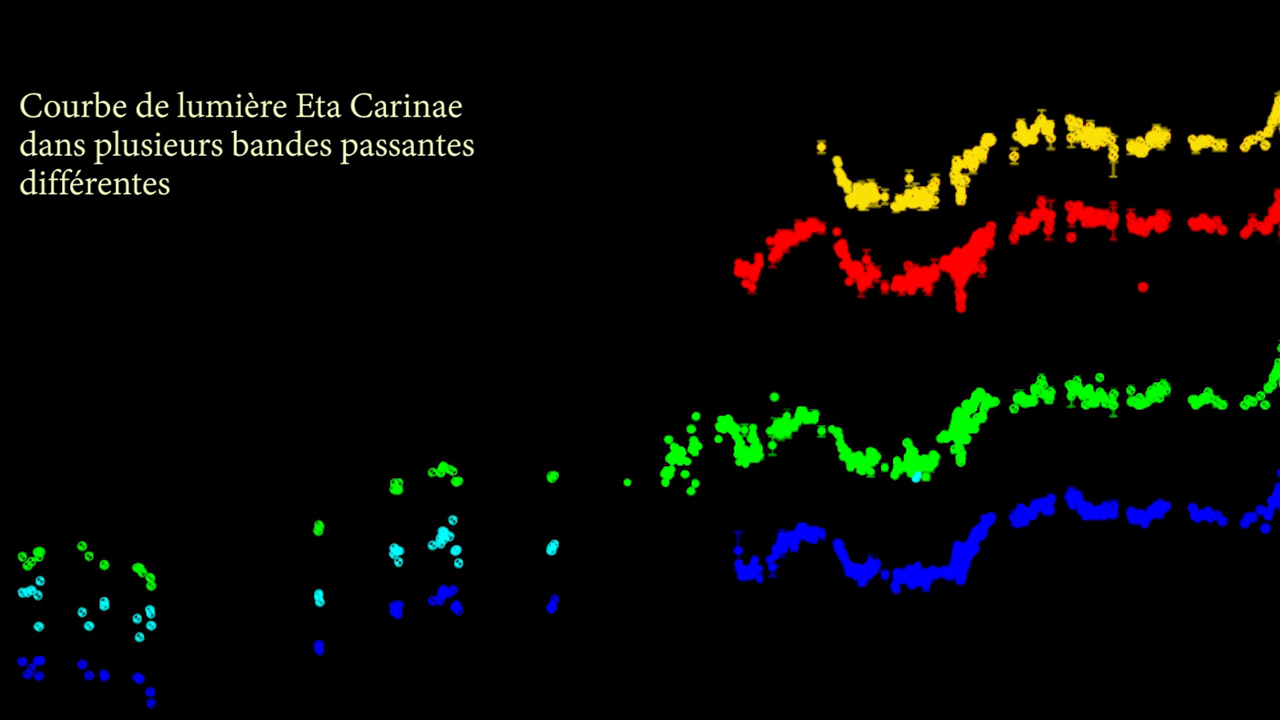 Courbe de lumière Eta Carinae
dans plusieurs bandes passantes
différentes